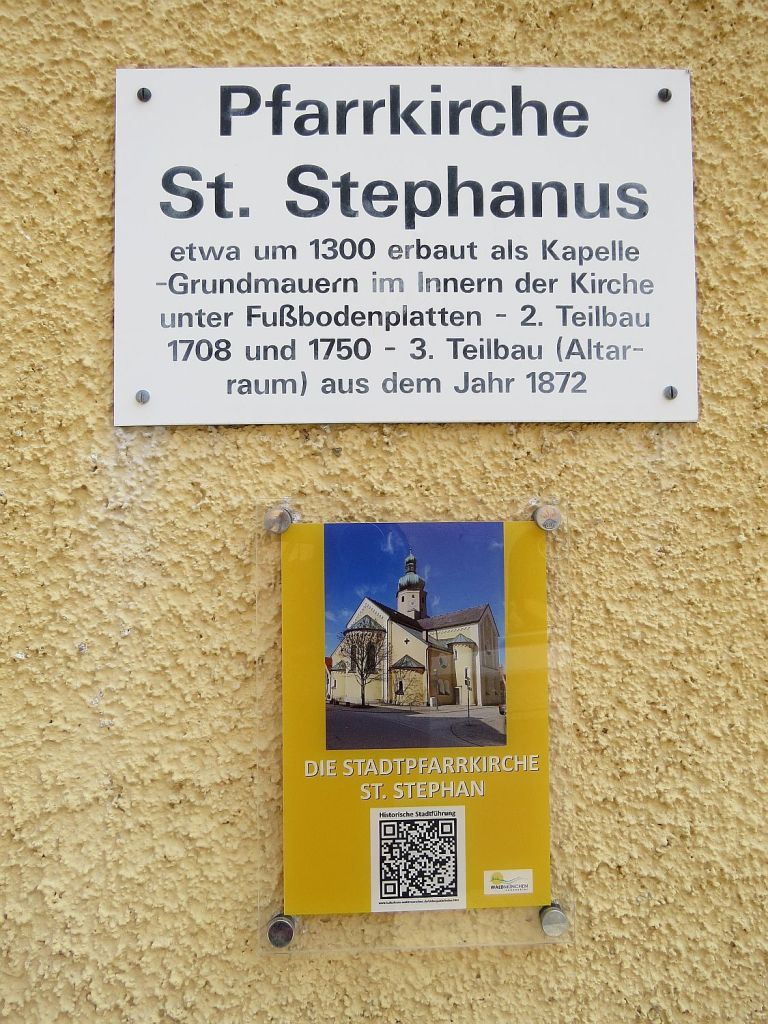 Pfarrkirche
St. Stephanus
etwa um 1300 erbaut als Kapelle
-Grundmauern im Innern der Kirche
unter Fußbodenplatten - 2. Teilbau
1708 und 1750 - 3. Teilbau (Altar-
raum) aus dem Jahr 1872
DIE STADTPFARRKIRCHE
ST. STEPHAN
Historische Stadtführung
WALDMÜNCHEN